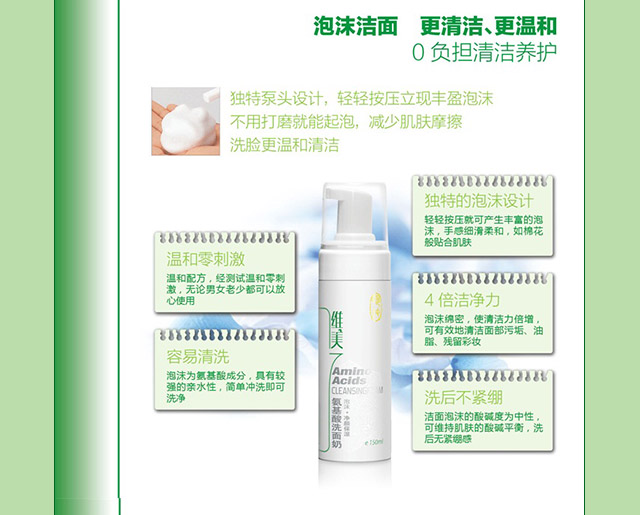 泡沫洁面 更清洁、更温和
0 负担清洁养护
独特泵头设计，轻轻按压立现丰盈泡沫
不用打磨就能起泡，减少肌肤摩擦
洗脸更温和清洁
独特的泡沫设计
轻轻按压就可产生丰富的泡
沫，手感细滑柔和，如棉花
般贴合肌肤
温和零刺激
温和配方，经测试温和零刺
激，无论男女老少都可以放
心使用
4 倍洁净力
泡沫绵密，使清洁力倍增，
可有效地清洁面部污垢、油
脂、残留彩妆
容易清洗
泡沫为氨基酸成分，具有较
强的亲水性，简单冲洗即可
洗净
洗后不紧绷
洁面泡沫的酸碱度为中性，
可维持肌肤的酸碱平衡，洗
后无紧绷感
维美
Amino
Acids
氨基酸洗面奶
e 150ml